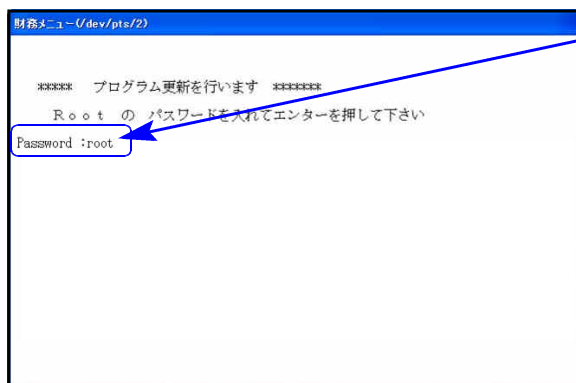 財務メニュー(/dev/pts/2)
***** プログラム更新を行います *******
Ｒｏｏｔ の パスワードを入れてエンターを押して下さい
Password :root